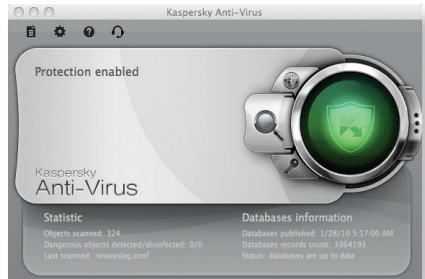 Kaspersky Anti-Virus
Protection enabled
Kaspersky
Anti-Virus
Statistic
Objects scanned: 324
Dangerous objects detected/disinfected: 0/0
Last scanned: newsyslog.conf
Databases information
Databases published: 1/28/10 5:17:00 AM
Databases records count: 3364193
Status: databases are up to date